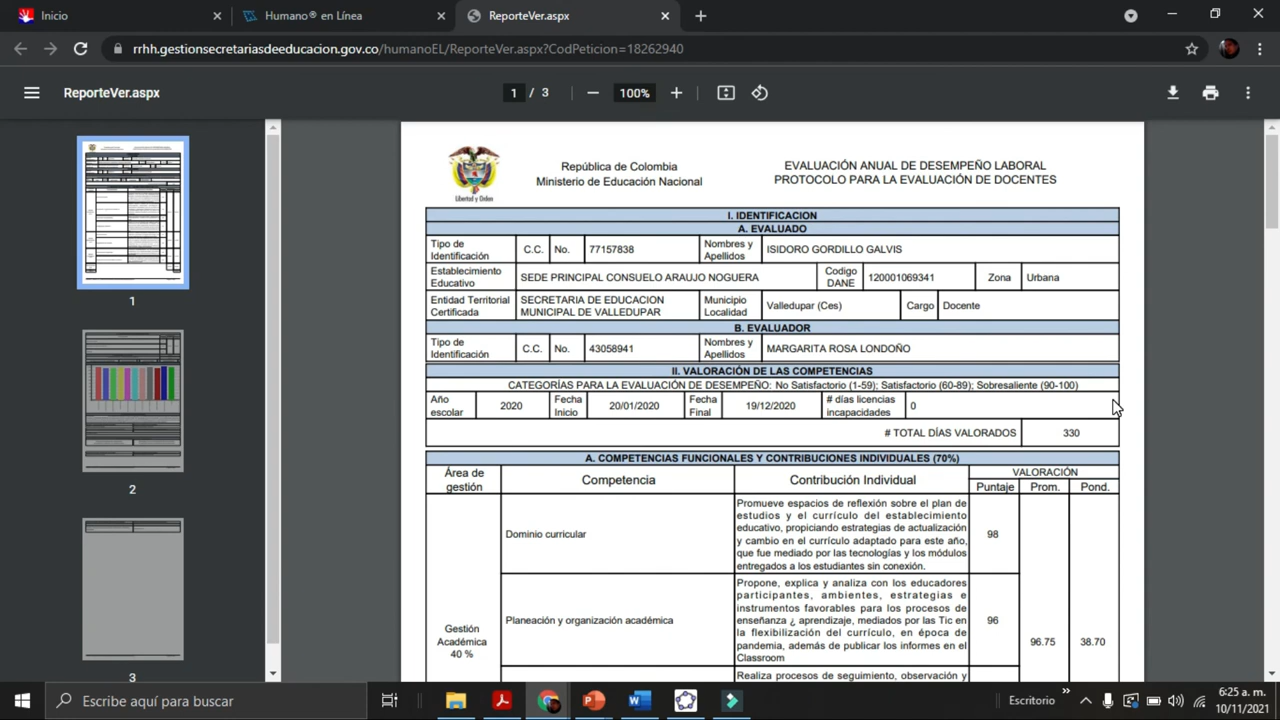 Inicio
Humano® en Línea
ReporteVer.aspx
rrhh.gestionsecretariasdeeducacion.gov.co/humanoEL/ReporteVer.aspx?CodPeticion=18262940
ReporteVer.aspx
1 / 3
100%
1
2
3
República de Colombia
Ministerio de Educación Nacional
Libertad y Orden
EVALUACIÓN ANUAL DE DESEMPEÑO LABORAL
PROTOCOLO PARA LA EVALUACIÓN DE DOCENTES
I. IDENTIFICACION
A. EVALUADO
Tipo de Identificación C.C. No. 77157838 Nombres y Apellidos ISIDORO GORDILLO GALVIS
Establecimiento Educativo SEDE PRINCIPAL CONSUELO ARAUJO NOGUERA Codigo DANE 120001069341 Zona Urbana
Entidad Territorial Certificada SECRETARIA DE EDUCACION MUNICIPAL DE VALLEDUPAR Municipio Localidad Valledupar (Ces) Cargo Docente
B. EVALUADOR
Tipo de Identificación C.C. No. 43058941 Nombres y Apellidos MARGARITA ROSA LONDOÑO
II. VALORACIÓN DE LAS COMPETENCIAS
CATEGORÍAS PARA LA EVALUACIÓN DE DESEMPEÑO: No Satisfactorio (1-59); Satisfactorio (60-89); Sobresaliente (90-100)
Año escolar 2020 Fecha Inicio 20/01/2020 Fecha Final 19/12/2020 # días licencias incapacidades 0
# TOTAL DÍAS VALORADOS 330
A. COMPETENCIAS FUNCIONALES Y CONTRIBUCIONES INDIVIDUALES (70%)
Área de gestión Competencia Contribución Individual VALORACIÓN
Puntaje Prom. Pond.
Dominio curricular
Promueve espacios de reflexión sobre el plan de
estudios y el currículo del establecimiento
educativo, propiciando estrategias de actualización
y cambio en el currículo adaptado para este año,
que fue mediado por las tecnologías y los módulos
entregados a los estudiantes sin conexión.
98
Planeación y organización académica
Propone, explica y analiza con los educadores
participantes, ambientes, estrategias e
instrumentos favorables para los procesos de
enseñanza ¿ aprendizaje, mediados por las Tic en
la flexibilización del currículo, en época de
pandemia, además de publicar los informes en el
Classroom
96
Gestión
Académica
40 %
96.75 38.70
Realiza procesos de seguimiento, observación y
Escribe aquí para buscar
Escritorio
6:25 a. m.
10/11/2021